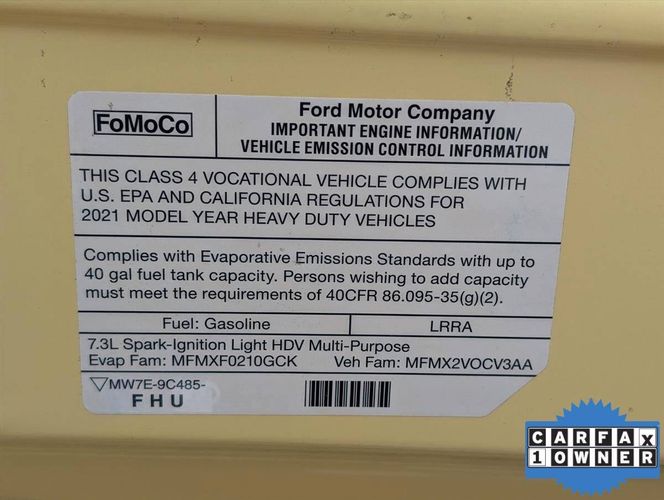 FoMoCo
Ford Motor Company
IMPORTANT ENGINE INFORMATION/
VEHICLE EMISSION CONTROL INFORMATION
THIS CLASS 4 VOCATIONAL VEHICLE COMPLIES WITH
U.S. EPA AND CALIFORNIA REGULATIONS FOR
2021 MODEL YEAR HEAVY DUTY VEHICLES
Complies with Evaporative Emissions Standards with up to
40 gal fuel tank capacity. Persons wishing to add capacity
must meet the requirements of 40CFR 86.095-35(g)(2).
Fuel: Gasoline LRRA
7.3L Spark-Ignition Light HDV Multi-Purpose
Evap Fam: MFMXF0210GCK Veh Fam: MFMX2VOCV3AA
MW7E-9C485-
F H U
CARFAX
1 OWNER